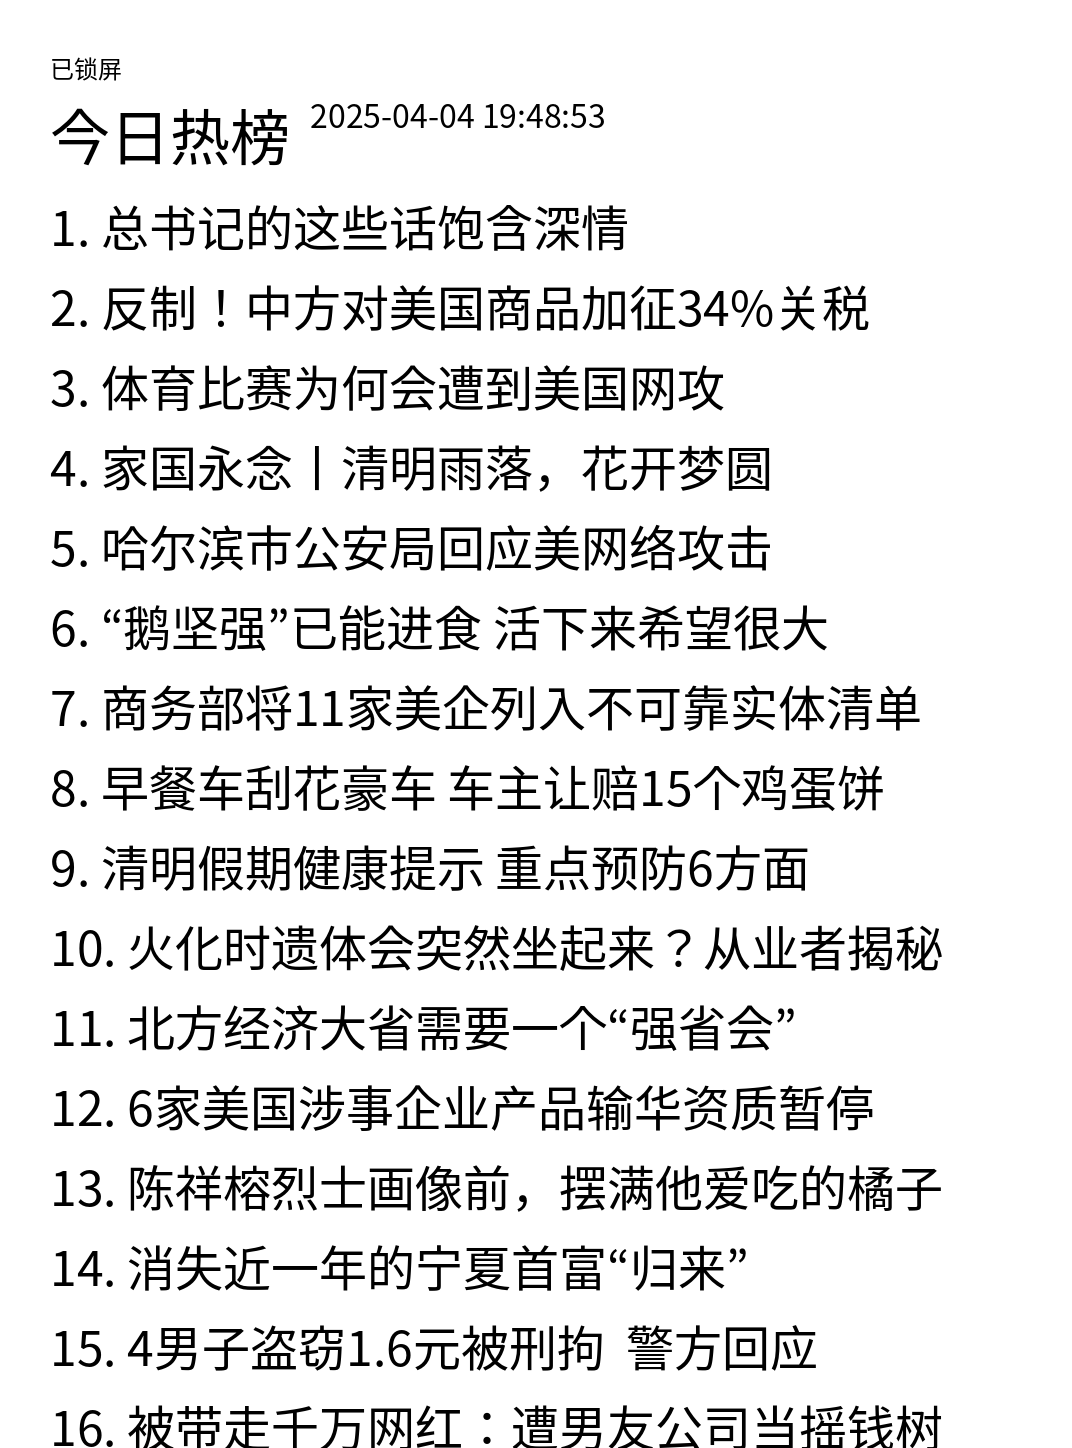 已锁屏
今日热榜 2025-04-04 19:48:53
1. 总书记的这些话饱含深情
2. 反制！中方对美国商品加征34%关税
3. 体育比赛为何会遭到美国网攻
4. 家国永念丨清明雨落，花开梦圆
5. 哈尔滨市公安局回应美网络攻击
6. “鹅坚强”已能进食 活下来希望很大
7. 商务部将11家美企列入不可靠实体清单
8. 早餐车刮花豪车 车主让赔15个鸡蛋饼
9. 清明假期健康提示 重点预防6方面
10. 火化时遗体会突然坐起来？从业者揭秘
11. 北方经济大省需要一个“强省会”
12. 6家美国涉事企业产品输华资质暂停
13. 陈祥榕烈士画像前，摆满他爱吃的橘子
14. 消失近一年的宁夏首富“归来”
15. 4男子盗窃1.6元被刑拘  警方回应
16. 被带走千万网红：遭男友公司当摇钱树